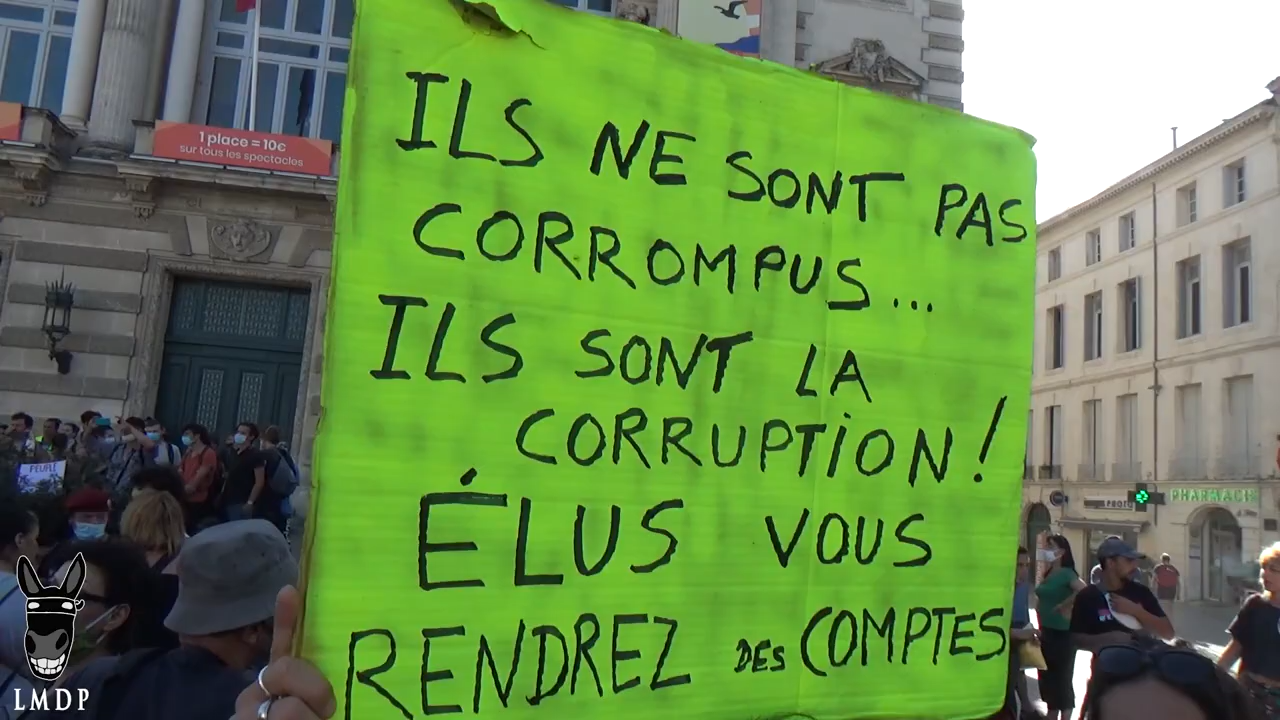 1 place = 10€
sur tous les spectacles
ILS NE SONT PAS
CORROMPUS...
ILS SONT LA
CORRUPTION!
ÉLUS VOUS
RENDREZ DES COMPTES
PEUPLE
PHARMACIE
LMDP